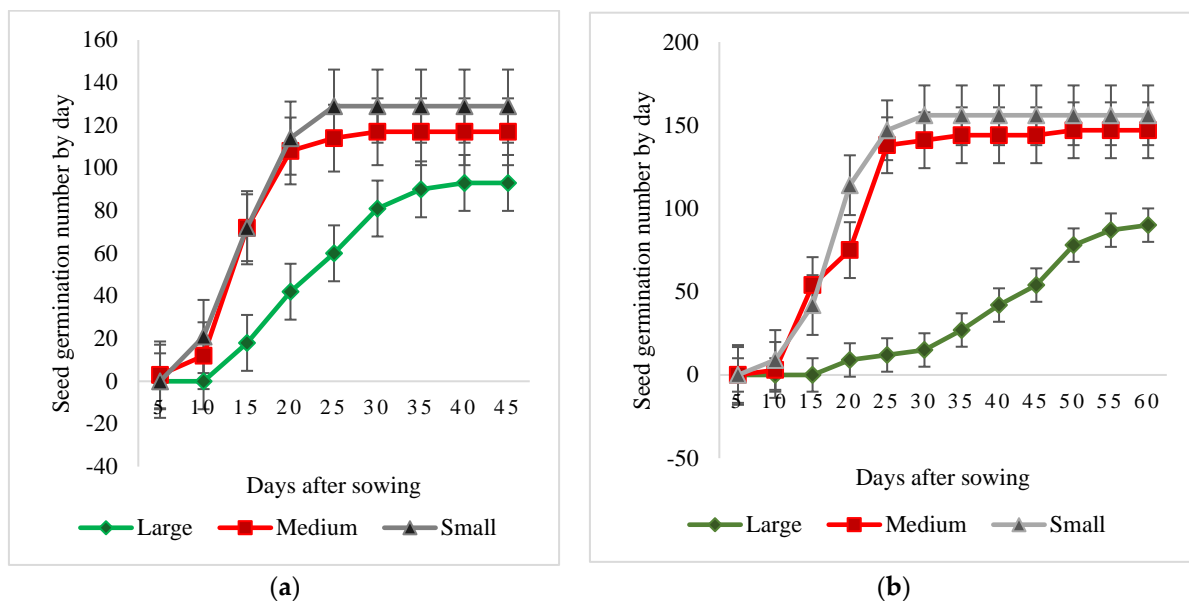 160
140
120
100
80
60
40
20
0
-20
-40
Seed germination number by day
5 10 15 20 25 30 35 40 45
Days after sowing
Large Medium Small
(a)
200
150
100
50
0
-50
Seed germination number by day
5 10 15 20 25 30 35 40 45 50 55 60
Days after sowing
Large Medium Small
(b)